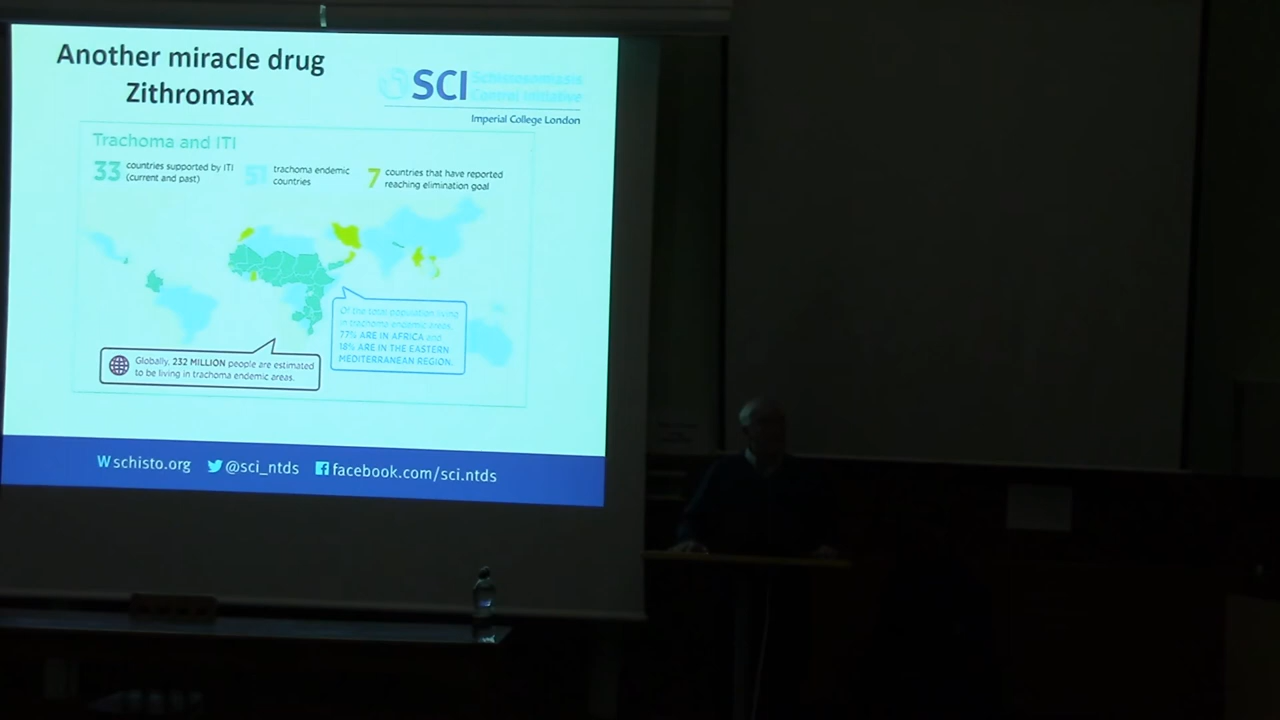 Another miracle drug
Zithromax
SCI Schistosomiasis
Control Initiative
Imperial College London
Trachoma and ITI
33 countries supported by ITI
(current and past)
51 trachoma endemic
countries
7 countries that have reported
reaching elimination goal
Of the total population living
in trachoma endemic areas,
77% ARE IN AFRICA and
18% ARE IN THE EASTERN
MEDITERRANEAN REGION.
Globally, 232 MILLION people are estimated
to be living in trachoma endemic areas.
W schisto.org @sci_ntds facebook.com/sci.ntds